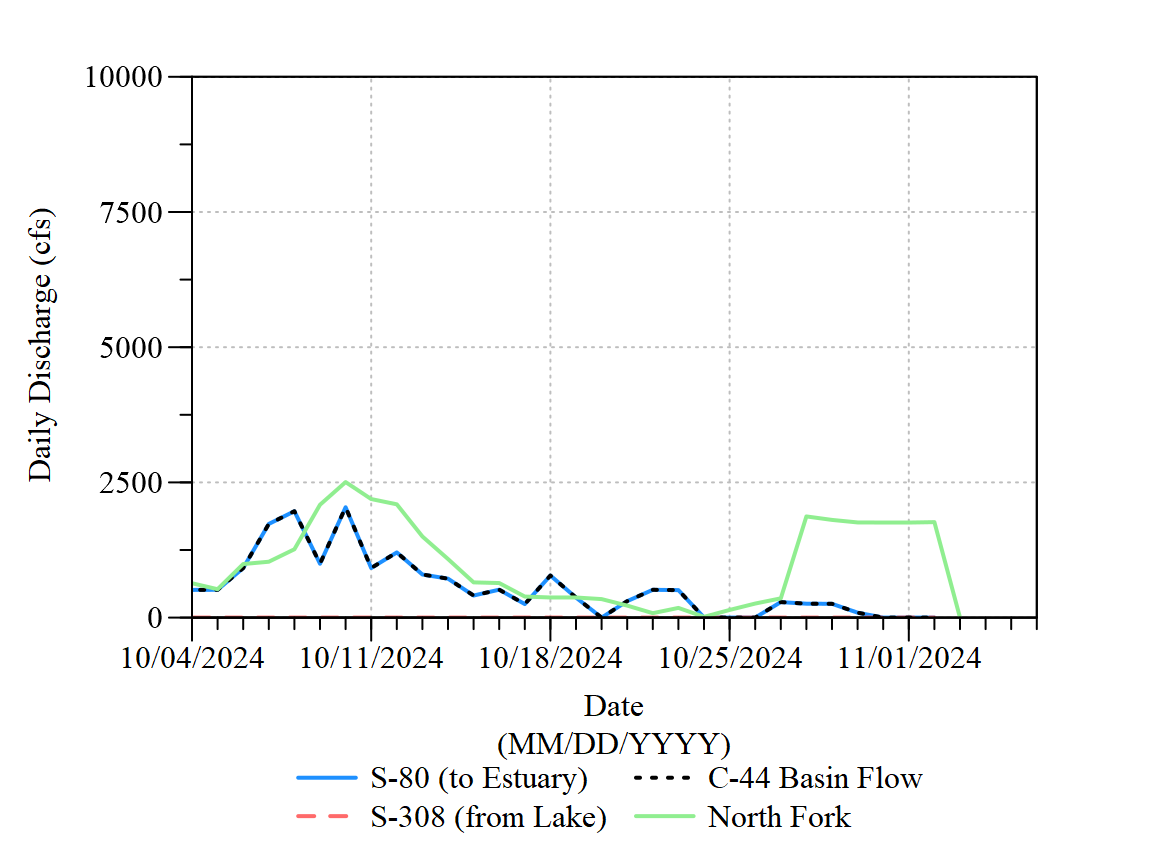 10000
7500
5000
2500
0
Daily Discharge (cfs)
10/04/2024 10/11/2024 10/18/2024 10/25/2024 11/01/2024
Date
(MM/DD/YYYY)
S-80 (to Estuary) C-44 Basin Flow
S-308 (from Lake) North Fork